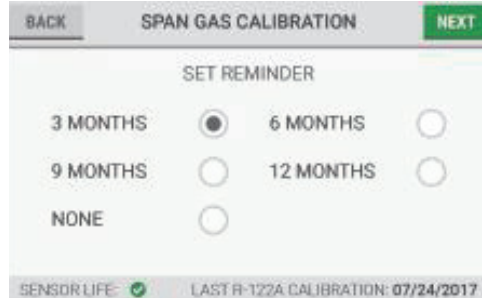 BACK SPAN GAS CALIBRATION NEXT
SET REMINDER
3 MONTHS 6 MONTHS
9 MONTHS 12 MONTHS
NONE
SENSOR LIFE: LAST R-122A CALIBRATION: 07/24/2017